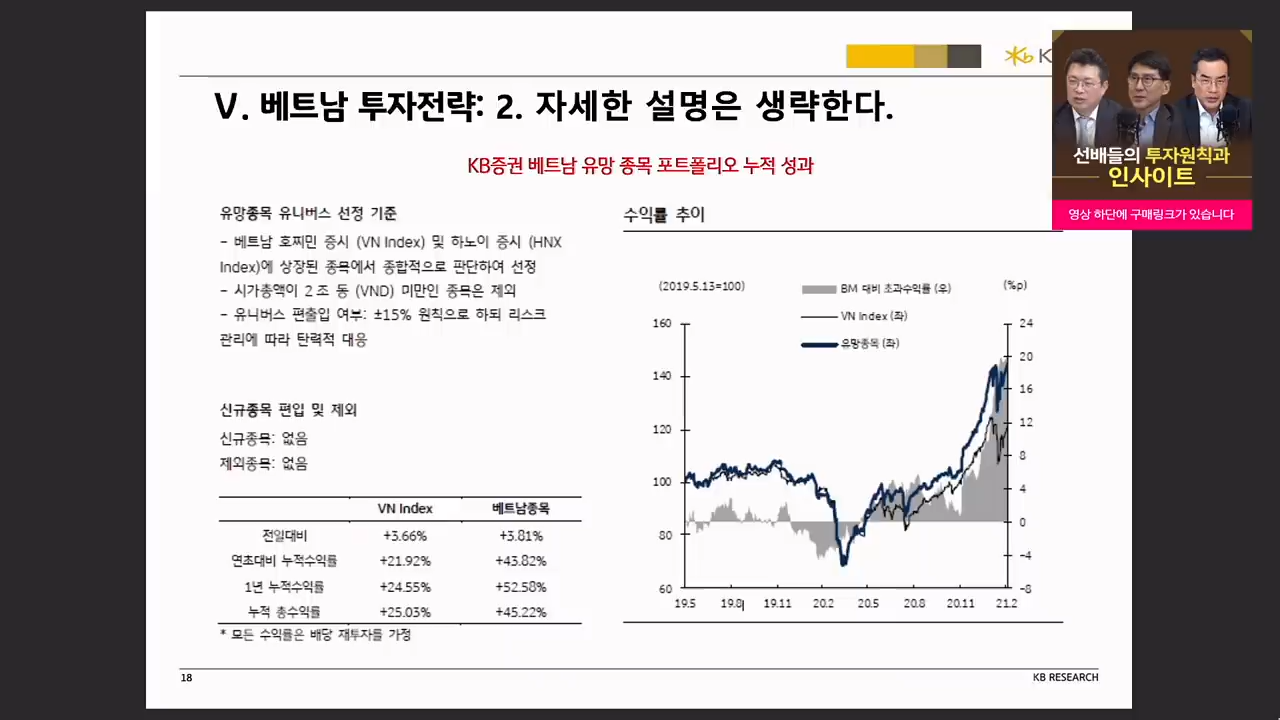 Kb K
V. 베트남 투자전략: 2. 자세한 설명은 생략한다.
선배들의 투자원칙과
인사이트
영상 하단에 구매링크가 있습니다
KB증권 베트남 유망 종목 포트폴리오 누적 성과
유망종목 유니버스 선정 기준
- 베트남 호찌민 증시 (VN Index) 및 하노이 증시 (HNX
Index)에 상장된 종목에서 종합적으로 판단하여 선정
- 시가총액이 2조 동 (VND) 미만인 종목은 제외
- 유니버스 편출입 여부: ±15% 원칙으로 하되 리스크
관리에 따라 탄력적 대응
신규종목 편입 및 제외
신규종목: 없음
제외종목: 없음
VN Index 베트남종목
전일대비 +3.66% +3.81%
연초대비 누적수익률 +21.92% +43.82%
1년 누적수익률 +24.55% +52.58%
누적 총수익률 +25.03% +45.22%
* 모든 수익률은 배당 재투자를 가정
수익률 추이
(2019.5.13=100) BM 대비 초과수익률 (우) (%p)
VN Index (좌)
유망종목 (좌)
160 24
20
140
16
120 12
8
100
4
0
80
-4
60 -8
19.5 19.8 19.11 20.2 20.5 20.8 20.11 21.2
18 KB RESEARCH